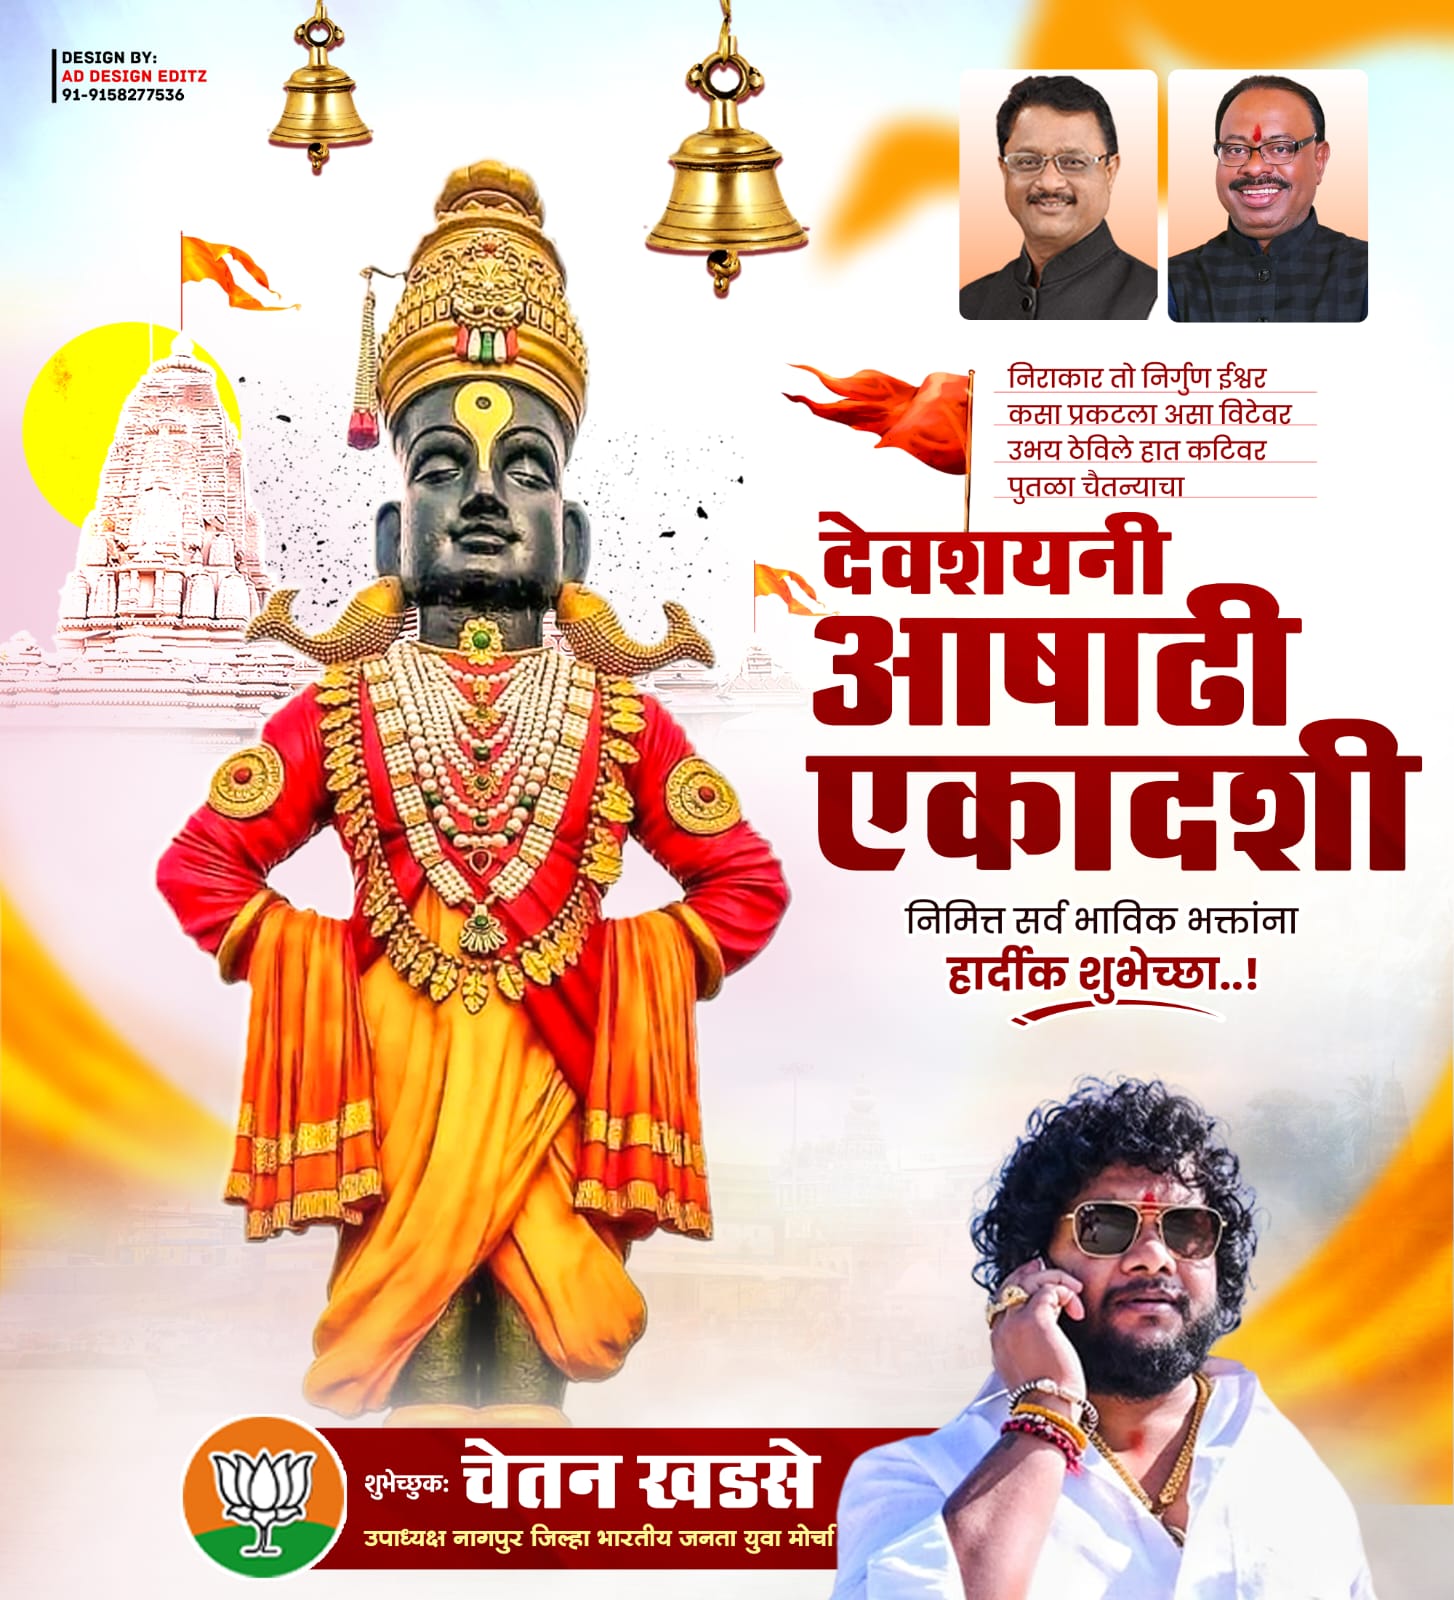 DESIGN BY:
AD DESIGN EDITZ
91-9158277536
निराकार तो निर्गुण ईश्वर
कसा प्रकटला असा विटेवर
उभय ठेविले हात कटिवर
पुतळा चैतन्याचा
देवशयनी
आषाढी
एकादशी
निमित्त सर्व भाविक भक्तांना
हार्दीक शुभेच्छा..!
शुभेच्छुक: चेतन खडसे
उपाध्यक्ष नागपुर जिल्हा भारतीय जनता युवा मोर्चा